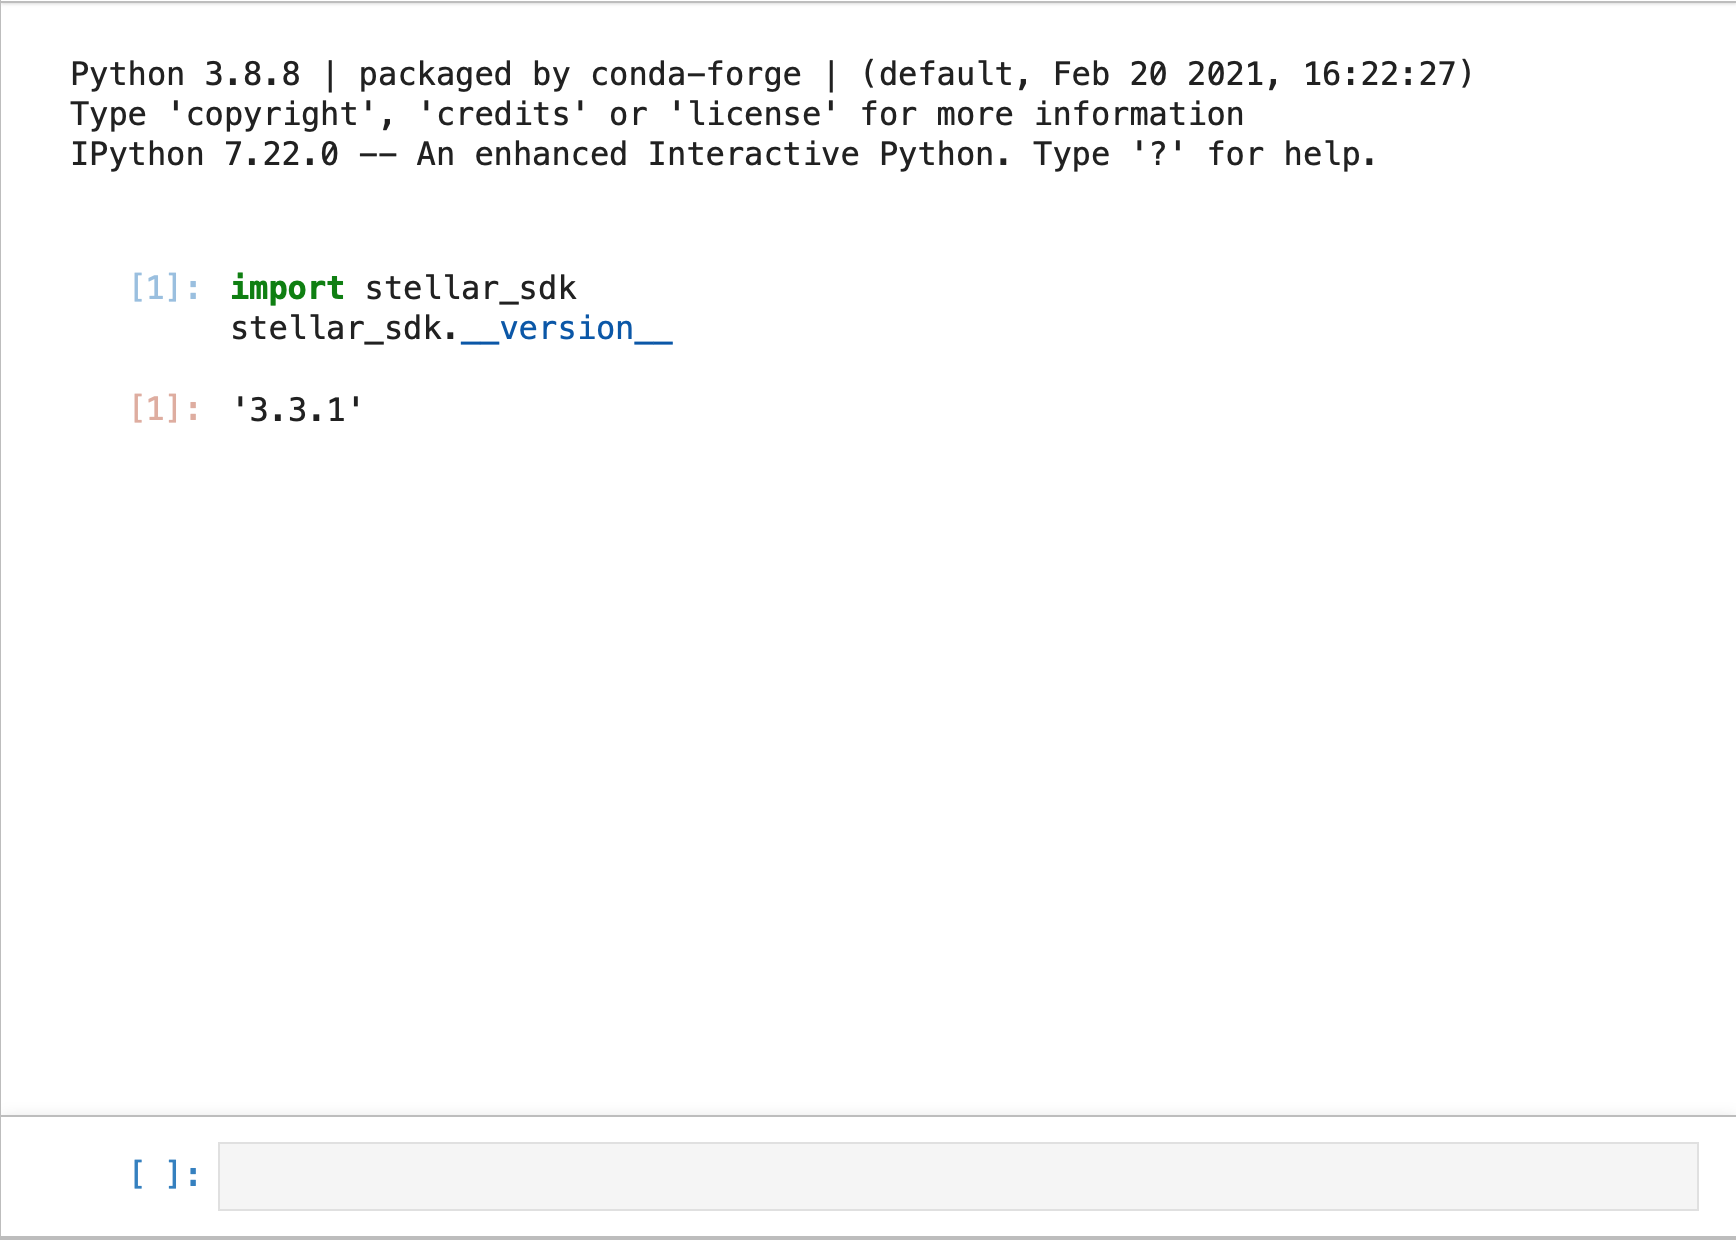 Python 3.8.8 | packaged by conda-forge | (default, Feb 20 2021, 16:22:27)
Type 'copyright', 'credits' or 'license' for more information
IPython 7.22.0 -- An enhanced Interactive Python. Type '?' for help.
[1]: import stellar_sdk
stellar_sdk.__version__
[1]: '3.3.1'
[ ]: